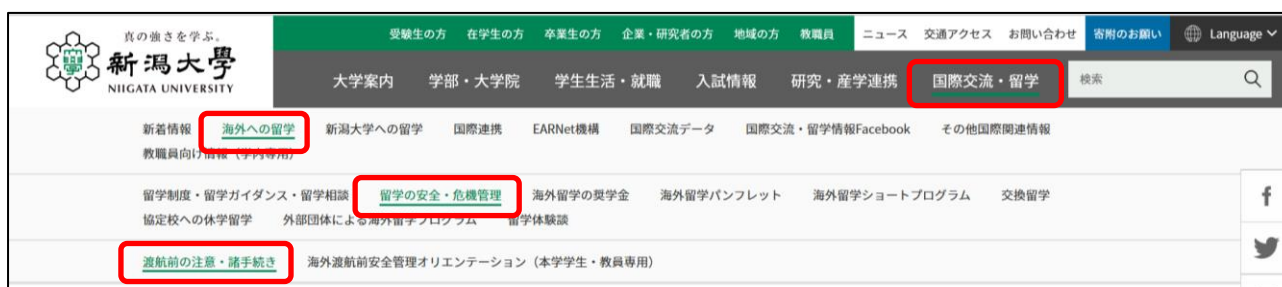 真の強さを学ぶ。
新潟大學
NIIGATA UNIVERSITY
受験生の方 在学生の方 卒業生の方 企業・研究者の方 地域の方 教職員 ニュース 交通アクセス お問い合わせ 寄附のお願い Language
大学案内 学部・大学院 学生生活・就職 入試情報 研究・産学連携 国際交流・留学 検索
新着情報 海外への留学 新潟大学への留学 国際連携 EARNet機構 国際交流データ 国際交流・留学情報Facebook その他国際関連情報
教職員向け情報（学内専用）
留学制度・留学ガイダンス・留学相談 留学の安全・危機管理 海外留学の奨学金 海外留学パンフレット 海外留学ショートプログラム 交換留学
協定校への休学留学 外部団体による海外留学プログラム 留学体験談
渡航前の注意・諸手続き 海外渡航前安全管理オリエンテーション（本学学生・教員専用）